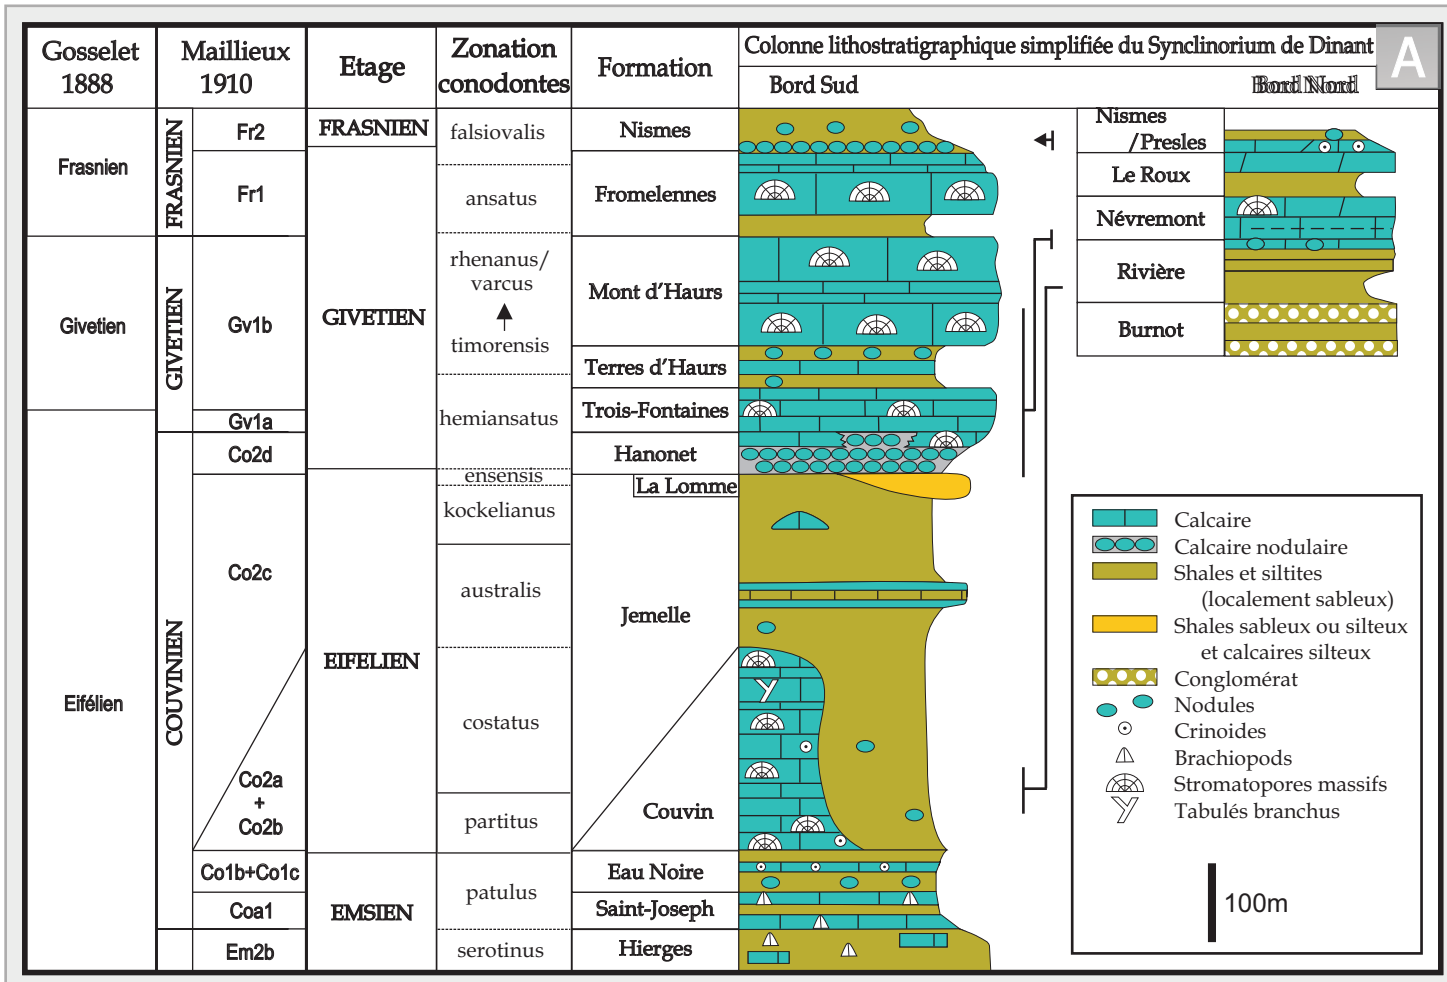 Gosselet
1888
Maillieux
1910
Etage
Zonation
conodontes
Formation
Colonne lithostratigraphique simplifiée du Synclinorium de Dinant
Bord Sud
Bord Nord
A
Frasnien
Givetien
Eifélien
FRASNIEN
GIVETIEN
COUVINIEN
Fr2
Fr1
Gv1b
Gv1a
Co2d
Co2c
Co2a
+
Co2b
Co1b+Co1c
Coa1
Em2b
FRASNIEN
GIVETIEN
EIFELIEN
EMSIEN
falsiovalis
ansatus
rhenanus/
varcus
timorensis
hemiansatus
ensensis
kockelianus
australis
costatus
partitus
patulus
serotinus
Nismes
Fromelennes
Mont d'Haurs
Terres d'Haurs
Trois-Fontaines
Hanonet
La Lomme
Jemelle
Couvin
Eau Noire
Saint-Joseph
Hierges
Nismes
/Presles
Le Roux
Névremont
Rivière
Burnot
Calcaire
Calcaire nodulaire
Shales et siltites
(localement sableux)
Shales sableux ou silteux
et calcaires silteux
Conglomérat
Nodules
Crinoides
Brachiopods
Stromatopores massifs
Tabulés branchus
100m